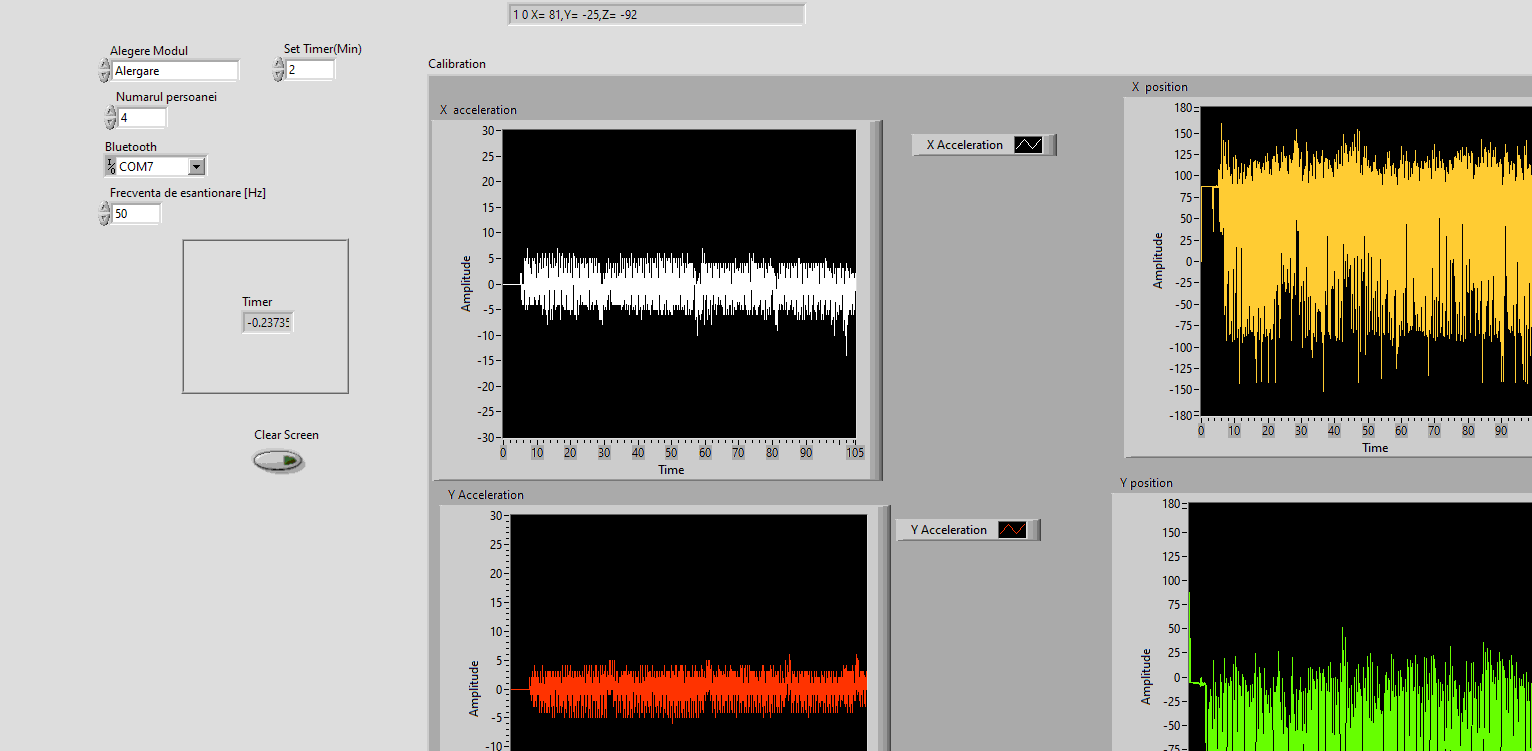 1 0 X= 81,Y= -25,Z= -92
Alegere Modul
Alergare
Set Timer(Min)
2
Numarul persoanei
4
Bluetooth
COM7
Frecventa de esantionare [Hz]
50
Timer
-0.23735
Clear Screen
Calibration
X acceleration
30
25
20
15
10
5
0
-5
-10
-15
-20
-25
-30
Amplitude
0 10 20 30 40 50 60 70 80 90 105
Time
X Acceleration
X position
180
150
125
100
75
50
25
0
-25
-50
-75
-100
-125
-150
-180
Amplitude
0 10 20 30 40 50 60 70 80 90
Time
Y Acceleration
30
25
20
15
10
5
0
-5
-10
Amplitude
Y Acceleration
Y position
180
150
125
100
75
50
25
0
-25
-50
-75
Amplitude